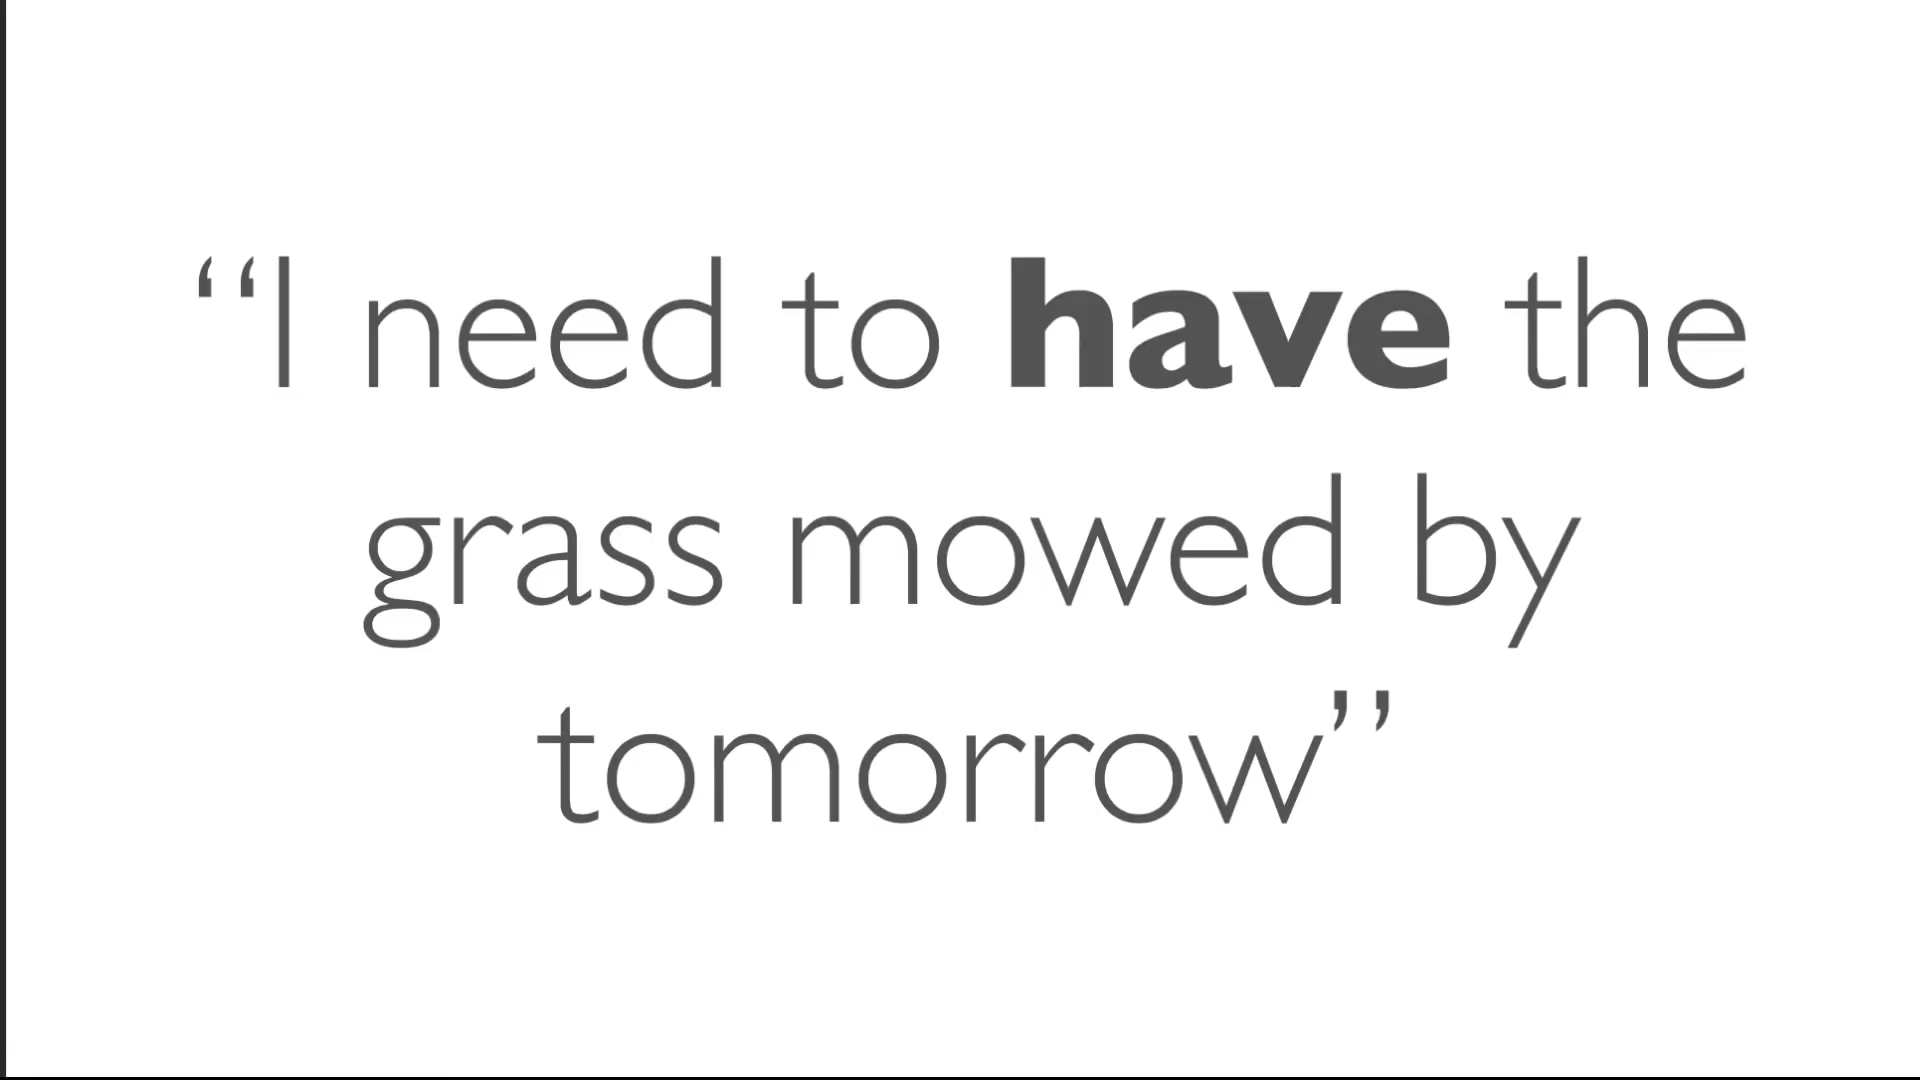 “I need to have the
grass mowed by
tomorrow”